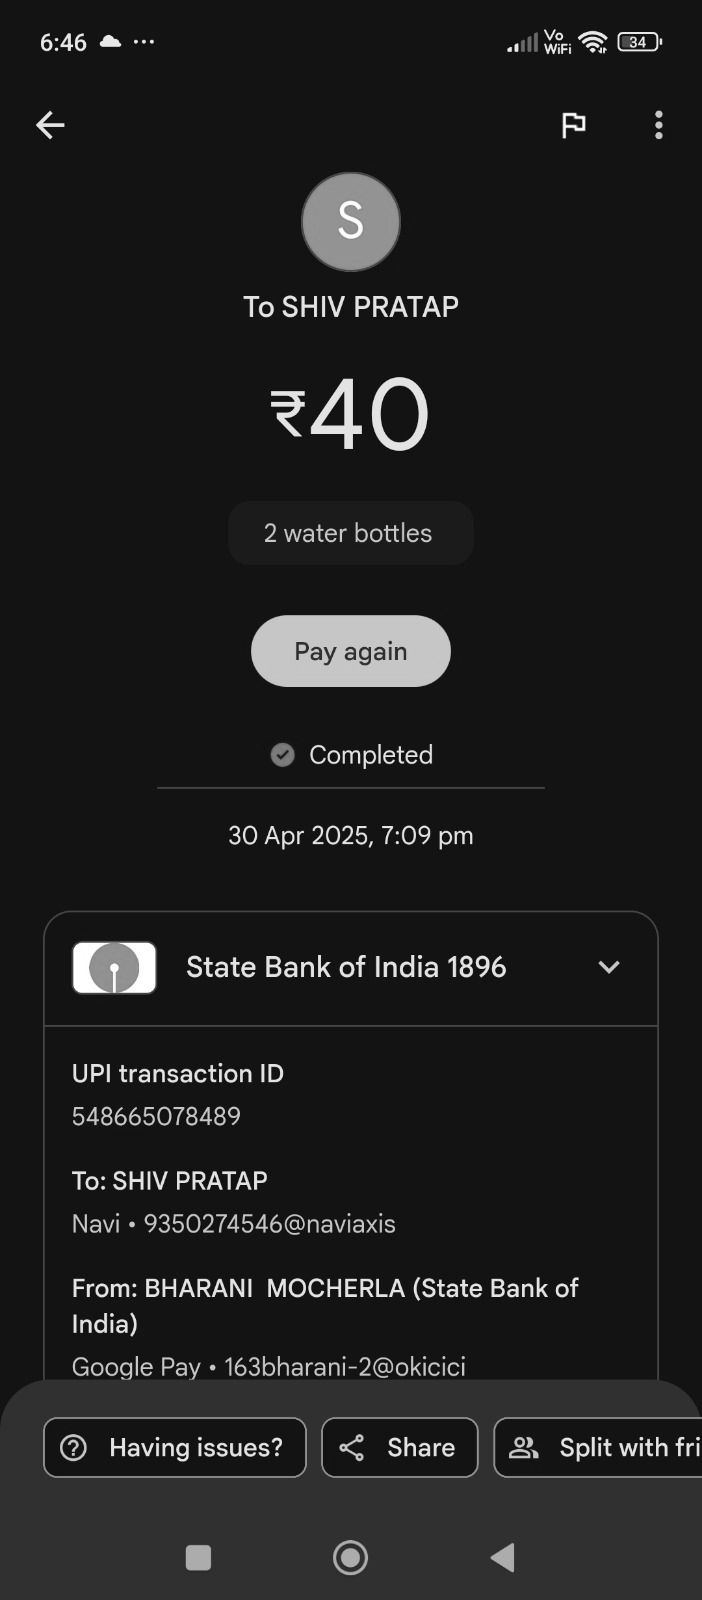 6:46
Vo
WiFi
34
S
To SHIV PRATAP
₹40
2 water bottles
Pay again
Completed
30 Apr 2025, 7:09 pm
State Bank of India 1896
UPI transaction ID
548665078489
To: SHIV PRATAP
Navi • 9350274546@naviaxis
From: BHARANI  MOCHERLA (State Bank of
India)
Google Pay • 163bharani-2@okicici
Having issues?
Share
Split with fri